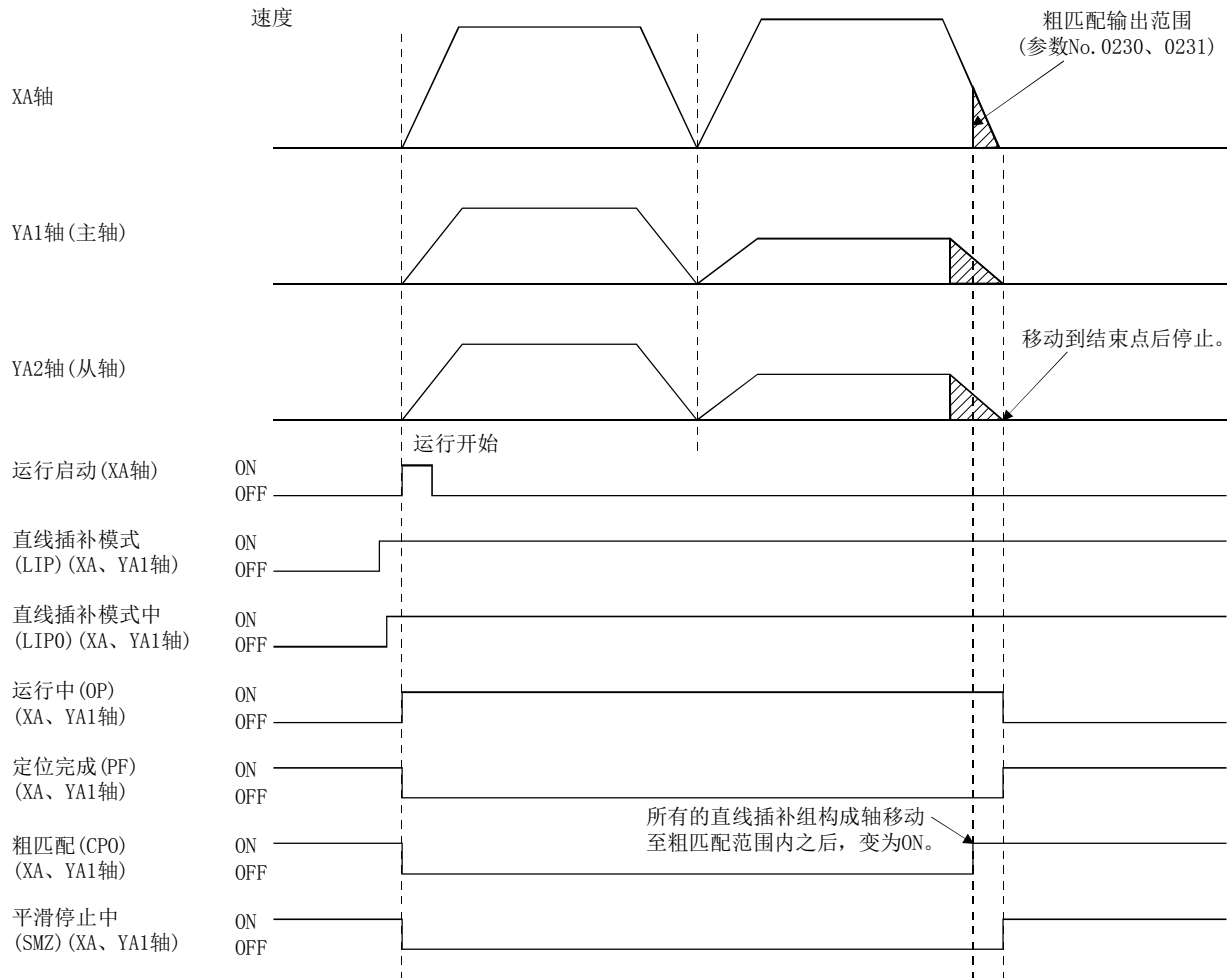 速度
粗匹配输出范围
(参数No.0230、0231)
XA轴
YA1轴(主轴)
YA2轴(从轴)
移动到结束点后停止。
运行开始
运行启动(XA轴)
ON
OFF
直线插补模式
(LIP)(XA、YA1轴)
ON
OFF
直线插补模式中
(LIPO)(XA、YA1轴)
ON
OFF
运行中(OP)
(XA、YA1轴)
ON
OFF
定位完成(PF)
(XA、YA1轴)
ON
OFF
所有的直线插补组构成轴移动
至粗匹配范围内之后，变为ON。
粗匹配(CPO)
(XA、YA1轴)
ON
OFF
平滑停止中
(SMZ)(XA、YA1轴)
ON
OFF